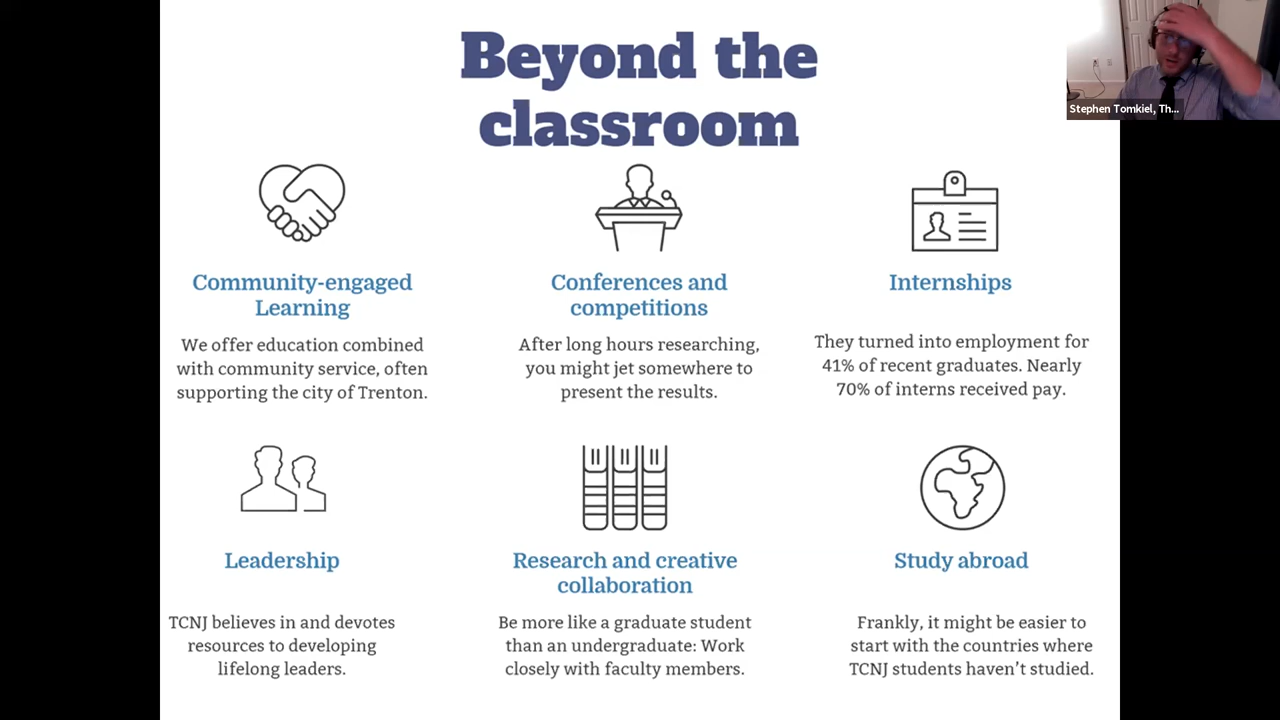 Beyond the
classroom
Stephen Tomkiel, Th...
Community-engaged
Learning
We offer education combined
with community service, often
supporting the city of Trenton.
Conferences and
competitions
After long hours researching,
you might jet somewhere to
present the results.
Internships
They turned into employment for
41% of recent graduates. Nearly
70% of interns received pay.
Leadership
TCNJ believes in and devotes
resources to developing
lifelong leaders.
Research and creative
collaboration
Be more like a graduate student
than an undergraduate: Work
closely with faculty members.
Study abroad
Frankly, it might be easier to
start with the countries where
TCNJ students haven't studied.